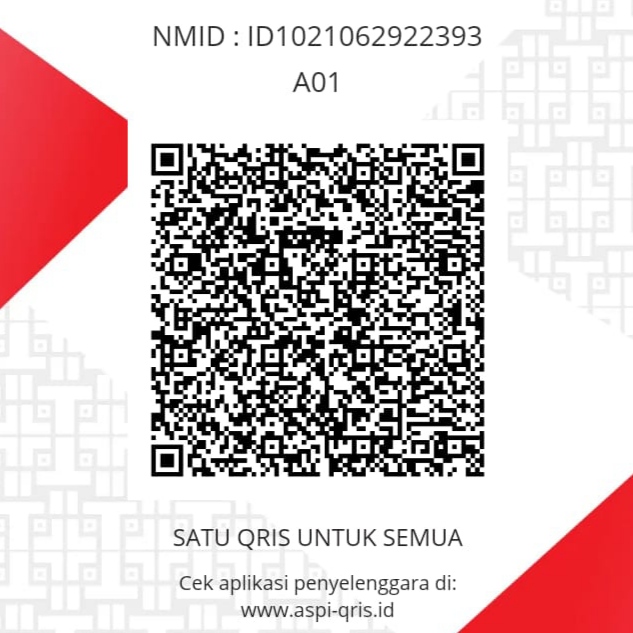 NMID : ID1021062922393
A01
SATU QRIS UNTUK SEMUA
Cek aplikasi penyelenggara di:
www.aspi-qris.id